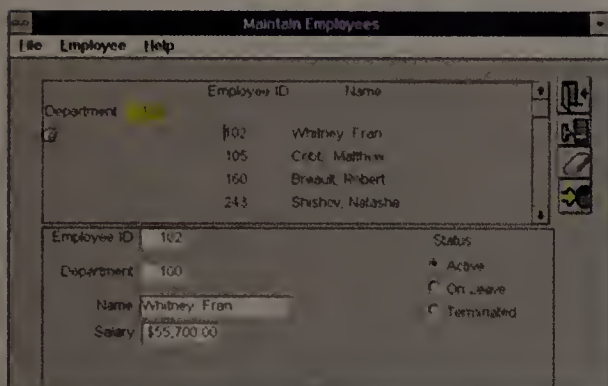 Maintain Employees
File Employee Help
Employee ID Name
Department 100
102 Whitney, Fran
105 Cobb, Matthew
160 Breault, Robert
243 Shishov, Natasha
Employee ID 102
Status
Department 100
Active
On Leave
Name Whitney, Fran
Terminated
Salary $55,700.00